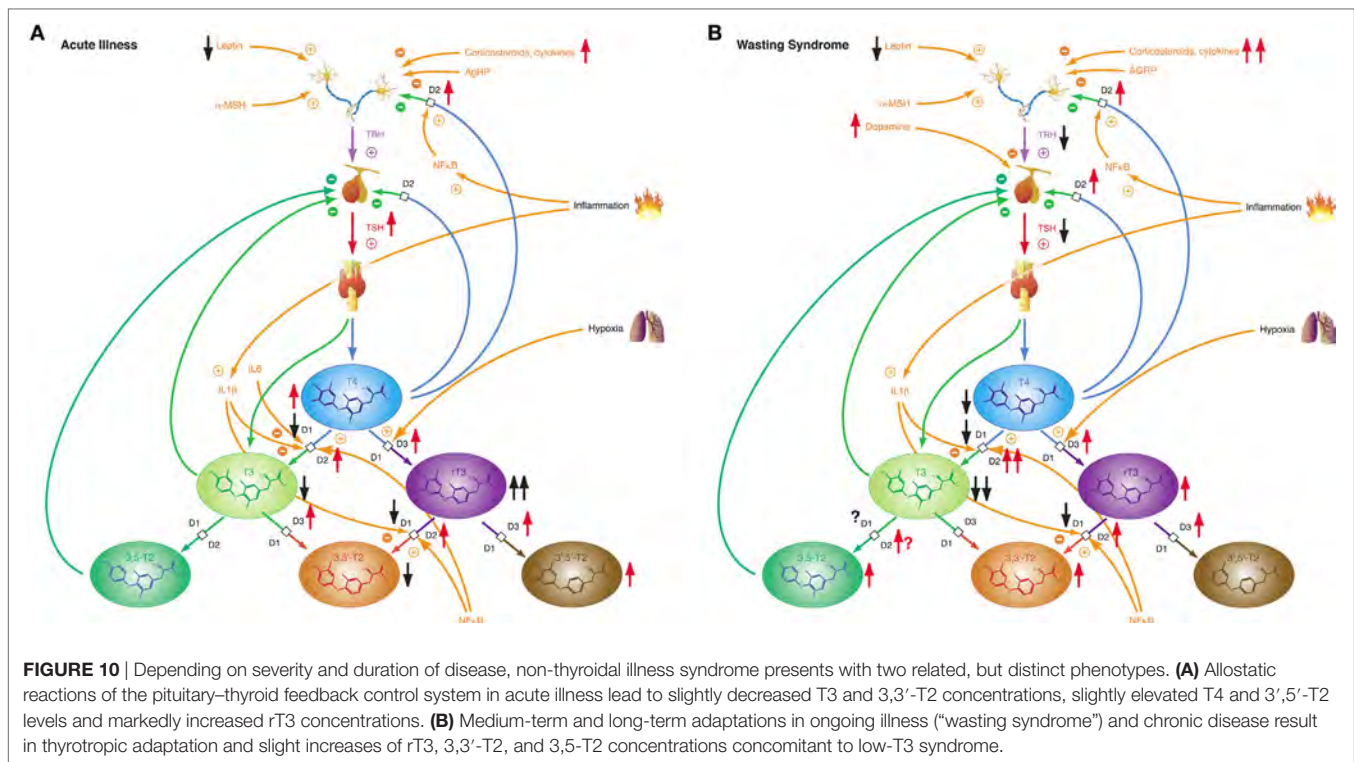 A
Acute Illness
Leptin
Corticosteroids, cytokines
AgRP
α-MSH
D2
TRH
NFκB
D2
Inflammation
TSH
Hypoxia
IL6
IL1β
T4
D1
D3
D2
D1
T3
rT3
D1
D3
D1
D3
D2
D1
D2
D1
3,5-T2
3,3'-T2
3',5'-T2
NFκB
B
Wasting Syndrome
Leptin
Corticosteroids, cytokines
AGRP
α-MSH
D2
Dopamine
TRH
NFκB
D2
Inflammation
TSH
Hypoxia
IL1β
T4
D1
D3
D2
D1
T3
rT3
?
D1
D3
D1
D3
D2
?
D1
D2
D1
3,5-T2
3,3'-T2
3',5'-T2
NFκB
FIGURE 10 | Depending on severity and duration of disease, non-thyroidal illness syndrome presents with two related, but distinct phenotypes. (A) Allostatic
reactions of the pituitary–thyroid feedback control system in acute illness lead to slightly decreased T3 and 3,3′-T2 concentrations, slightly elevated T4 and 3′,5′-T2
levels and markedly increased rT3 concentrations. (B) Medium-term and long-term adaptations in ongoing illness (“wasting syndrome”) and chronic disease result
in thyrotropic adaptation and slight increases of rT3, 3,3′-T2, and 3,5-T2 concentrations concomitant to low-T3 syndrome.